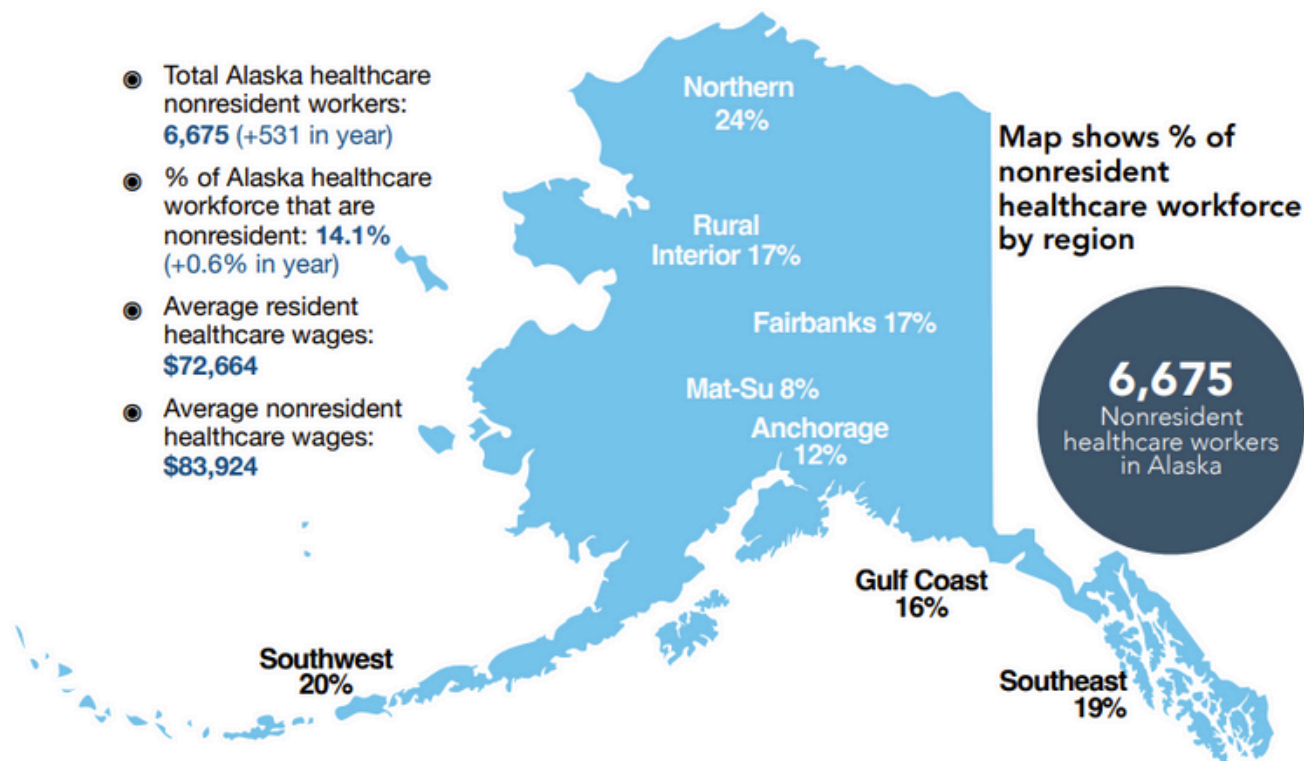 Total Alaska healthcare
nonresident workers:
6,675 (+531 in year)
% of Alaska healthcare
workforce that are
nonresident: 14.1%
(+0.6% in year)
Average resident
healthcare wages:
$72,664
Average nonresident
healthcare wages:
$83,924
Northern
24%
Rural
Interior 17%
Fairbanks 17%
Mat-Su 8%
Anchorage
12%
Gulf Coast
16%
Southwest
20%
Southeast
19%
Map shows % of
nonresident
healthcare workforce
by region
6,675
Nonresident
healthcare workers
in Alaska